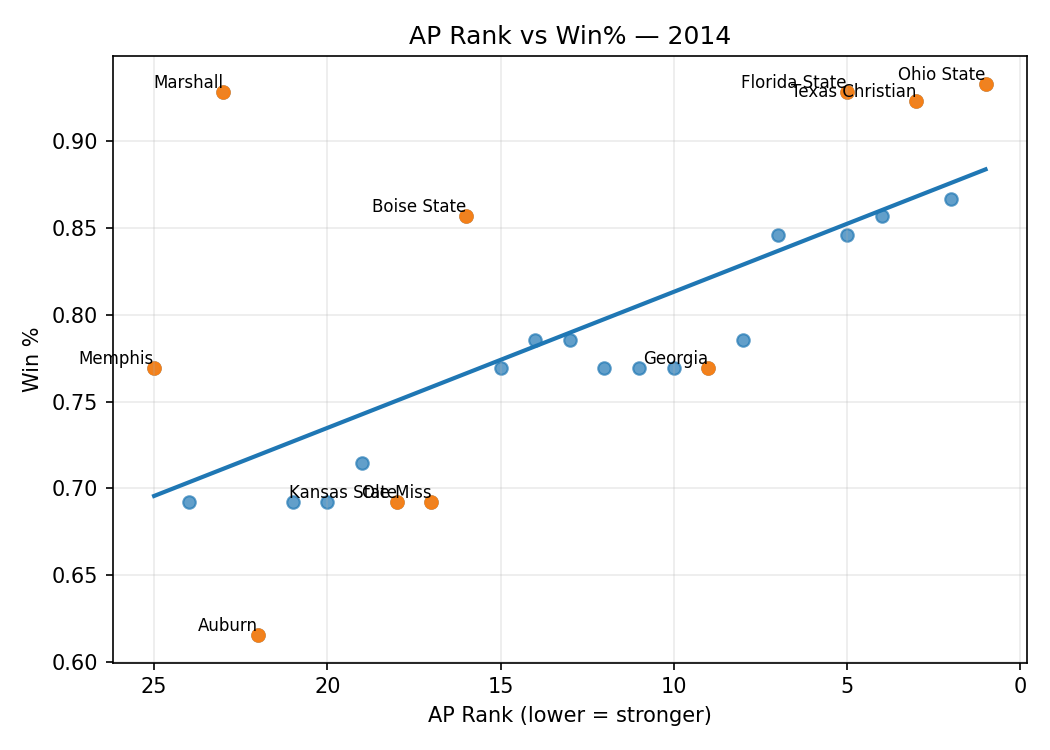 AP Rank vs Win% — 2014
Marshall
Florida State
Ohio State
Texas Christian
Boise State
Memphis
Georgia
Kansas State
Ole Miss
Auburn
Win %
0.90
0.85
0.80
0.75
0.70
0.65
0.60
25
20
15
10
5
0
AP Rank (lower = stronger)